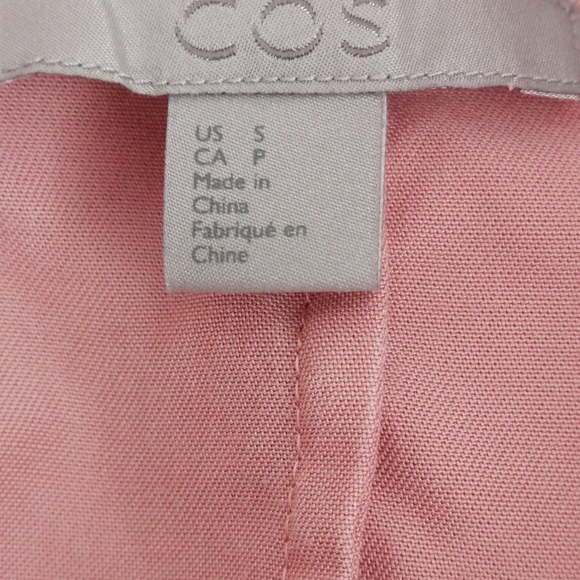 COS
US S
CA P
Made in
China
Fabriqué en
Chine